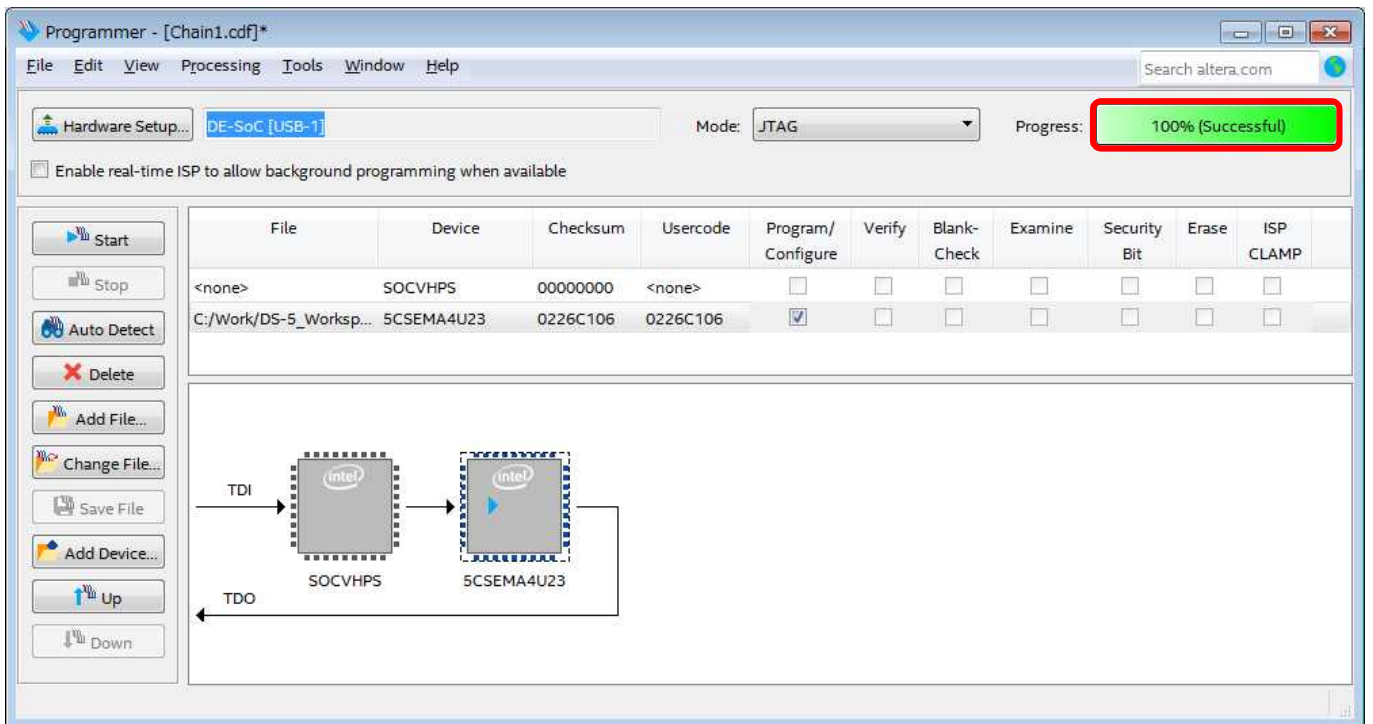 Programmer - [Chain1.cdf]*
File Edit View Processing Tools Window Help
Search altera.com
Hardware Setup...
DE-SoC [USB-1]
Mode: JTAG
Progress: 100% (Successful)
Enable real-time ISP to allow background programming when available
Start
Stop
Auto Detect
Delete
Add File...
Change File...
Save File
Add Device...
Up
Down
File Device Checksum Usercode Program/ Verify Blank- Examine Security Erase ISP
Configure Check Bit CLAMP
<none> SOCVHPS 00000000 <none>
C:/Work/DS-5_Worksp... 5CSEMA4U23 0226C106 0226C106
intel
intel
TDI
SOCVHPS
5CSEMA4U23
TDO